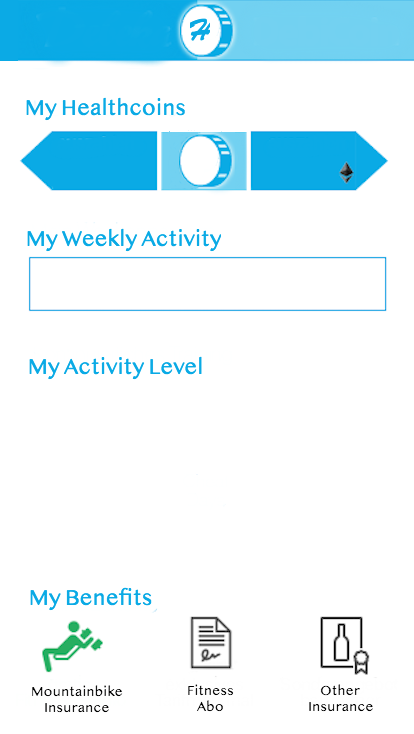 H
My Healthcoins
My Weekly Activity
My Activity Level
My Benefits
Mountainbike
Insurance
Fitness
Abo
Other
Insurance